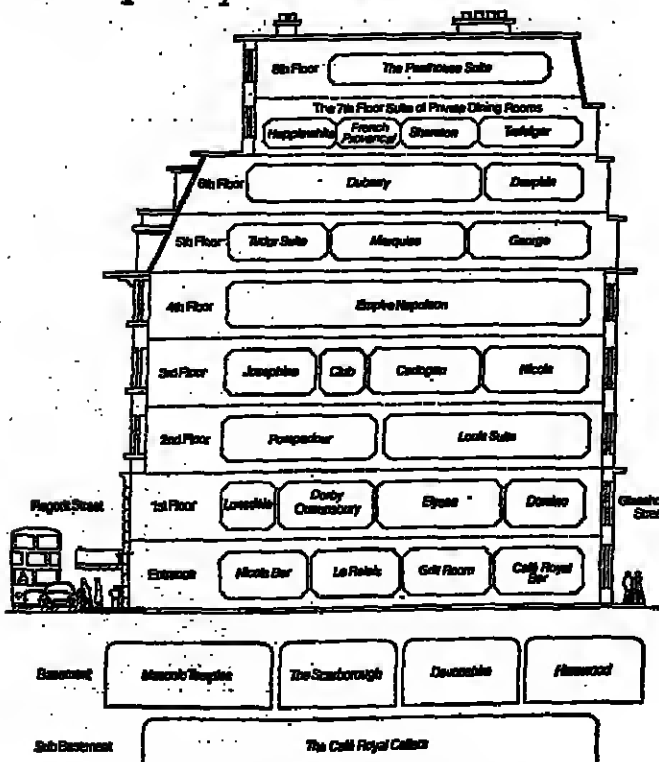 8th Floor The Penthouse Suite
The 7th Floor Suite of Private Dining Rooms
Hepplewhite French Provencal Sheraton Trafalgar
6th Floor Dubarry Dauphin
5th Floor Tudor Suite Marquise George
4th Floor Empire Napoleon
3rd Floor Josephine Club Cardogan Nicols
2nd Floor Pompadour Louis Suite
Regent Street 1st Floor Derby Queensbury Elysee Domino Street
Entrance Nicols Bar Le Relais Grill Room Café Royal Bar
Basement Masonic Temples The Scarborough Devonshire Harewood
Sub Basement The Café Royal Cellars